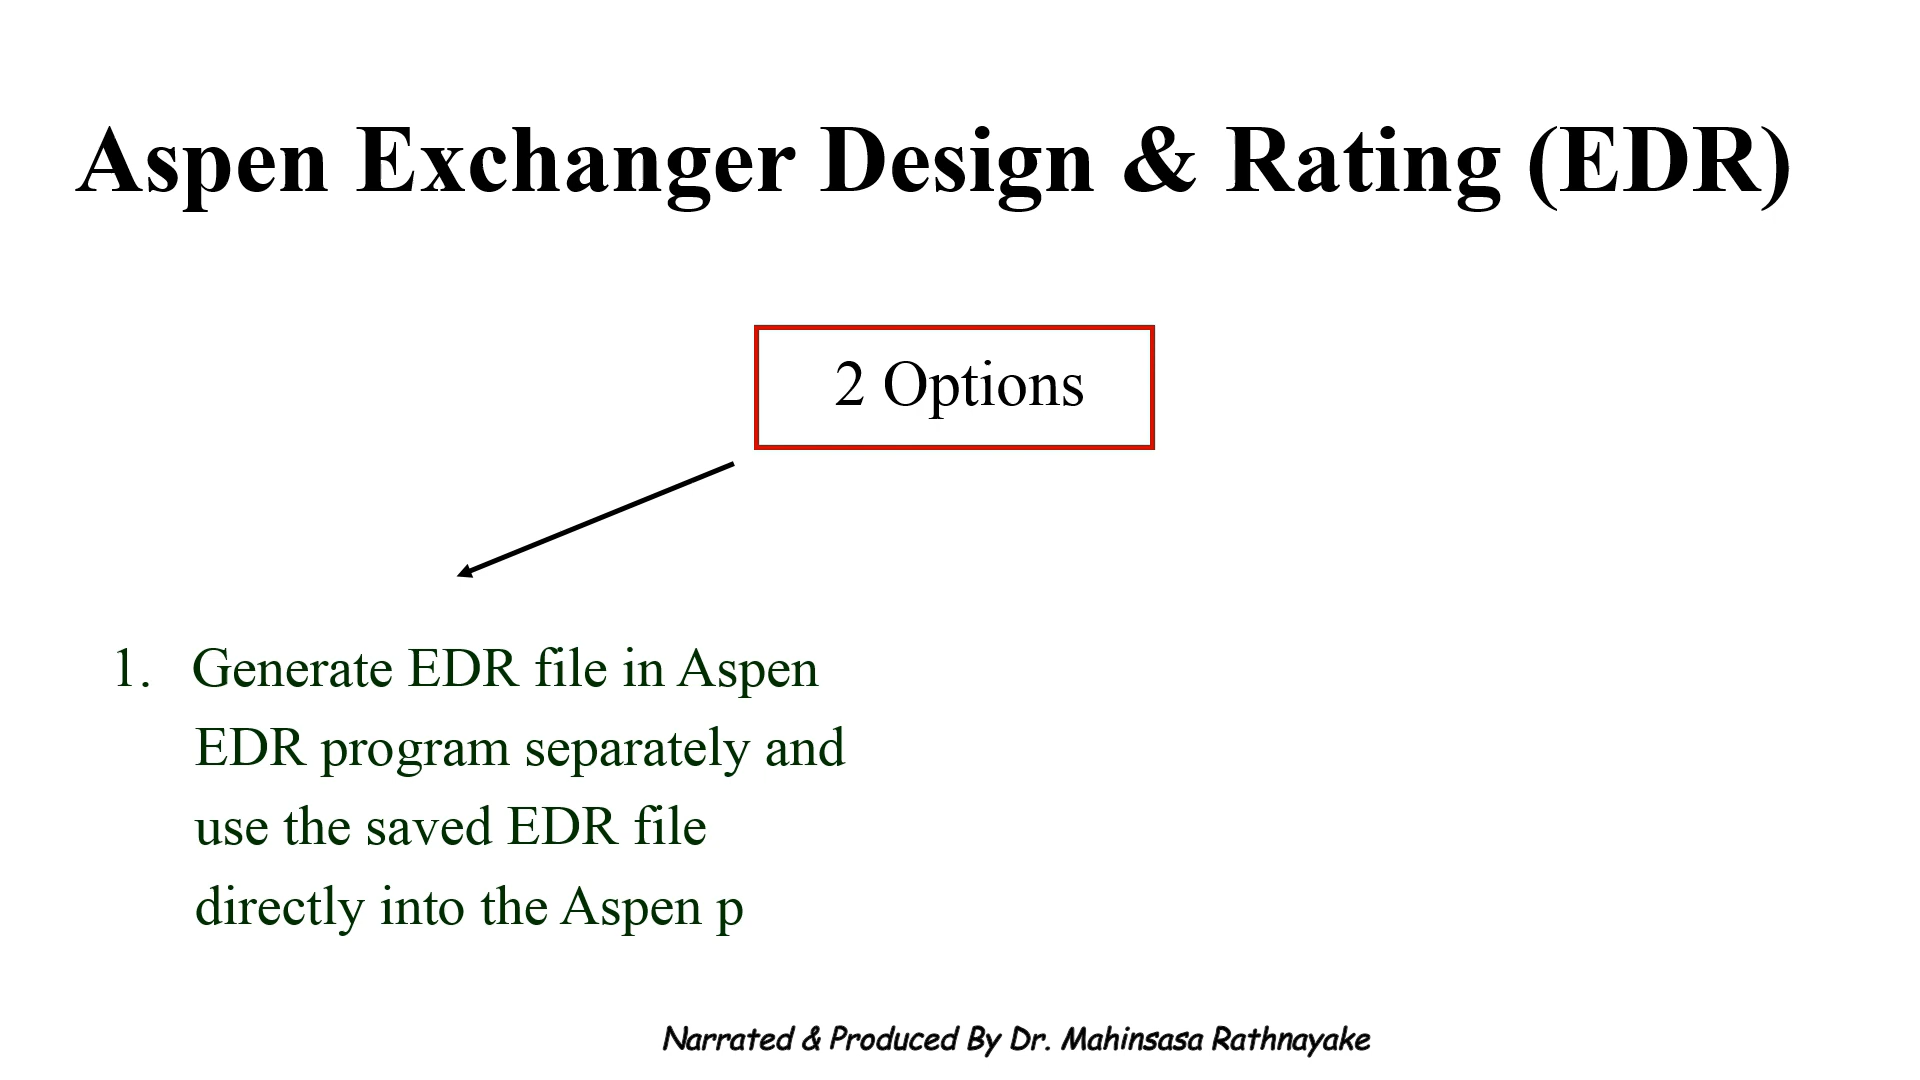 Aspen Exchanger Design & Rating (EDR)
2 Options
1. Generate EDR file in Aspen
EDR program separately and
use the saved EDR file
directly into the Aspen p
Narrated & Produced By Dr. Mahinsasa Rathnayake